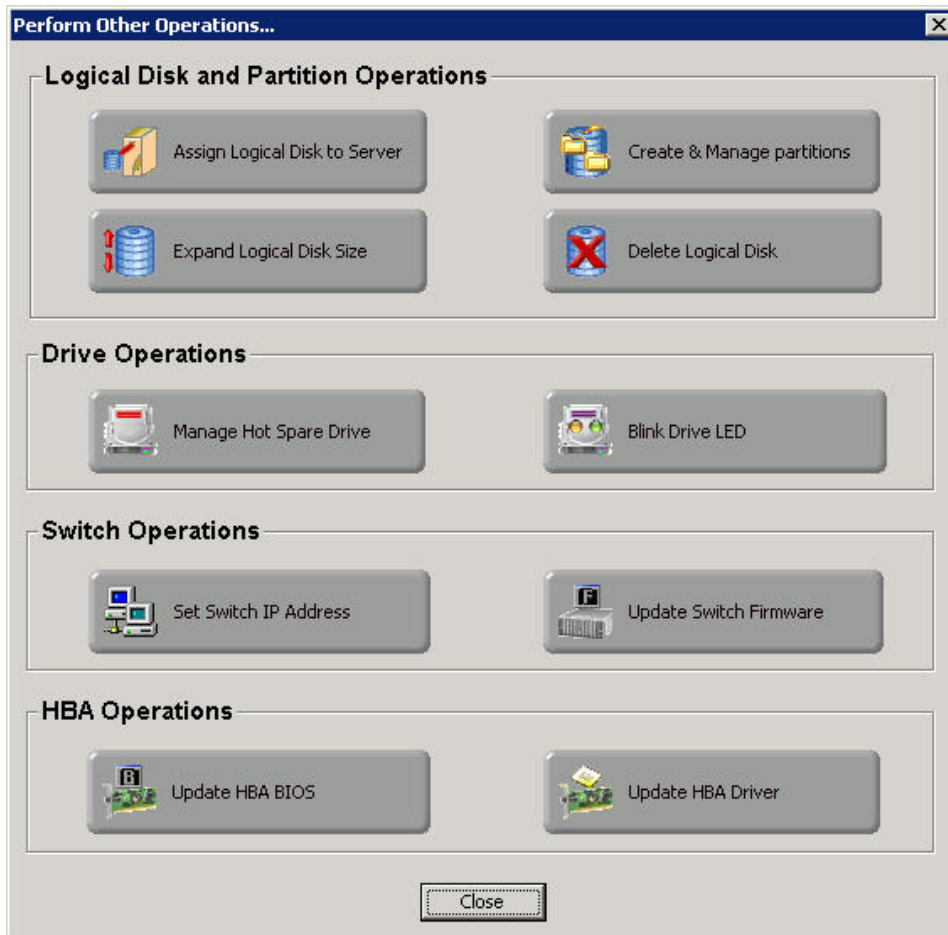 Perform Other Operations...
Logical Disk and Partition Operations
Assign Logical Disk to Server
Create & Manage partitions
Expand Logical Disk Size
Delete Logical Disk
Drive Operations
Manage Hot Spare Drive
Blink Drive LED
Switch Operations
Set Switch IP Address
F
Update Switch Firmware
HBA Operations
Update HBA BIOS
Update HBA Driver
Close